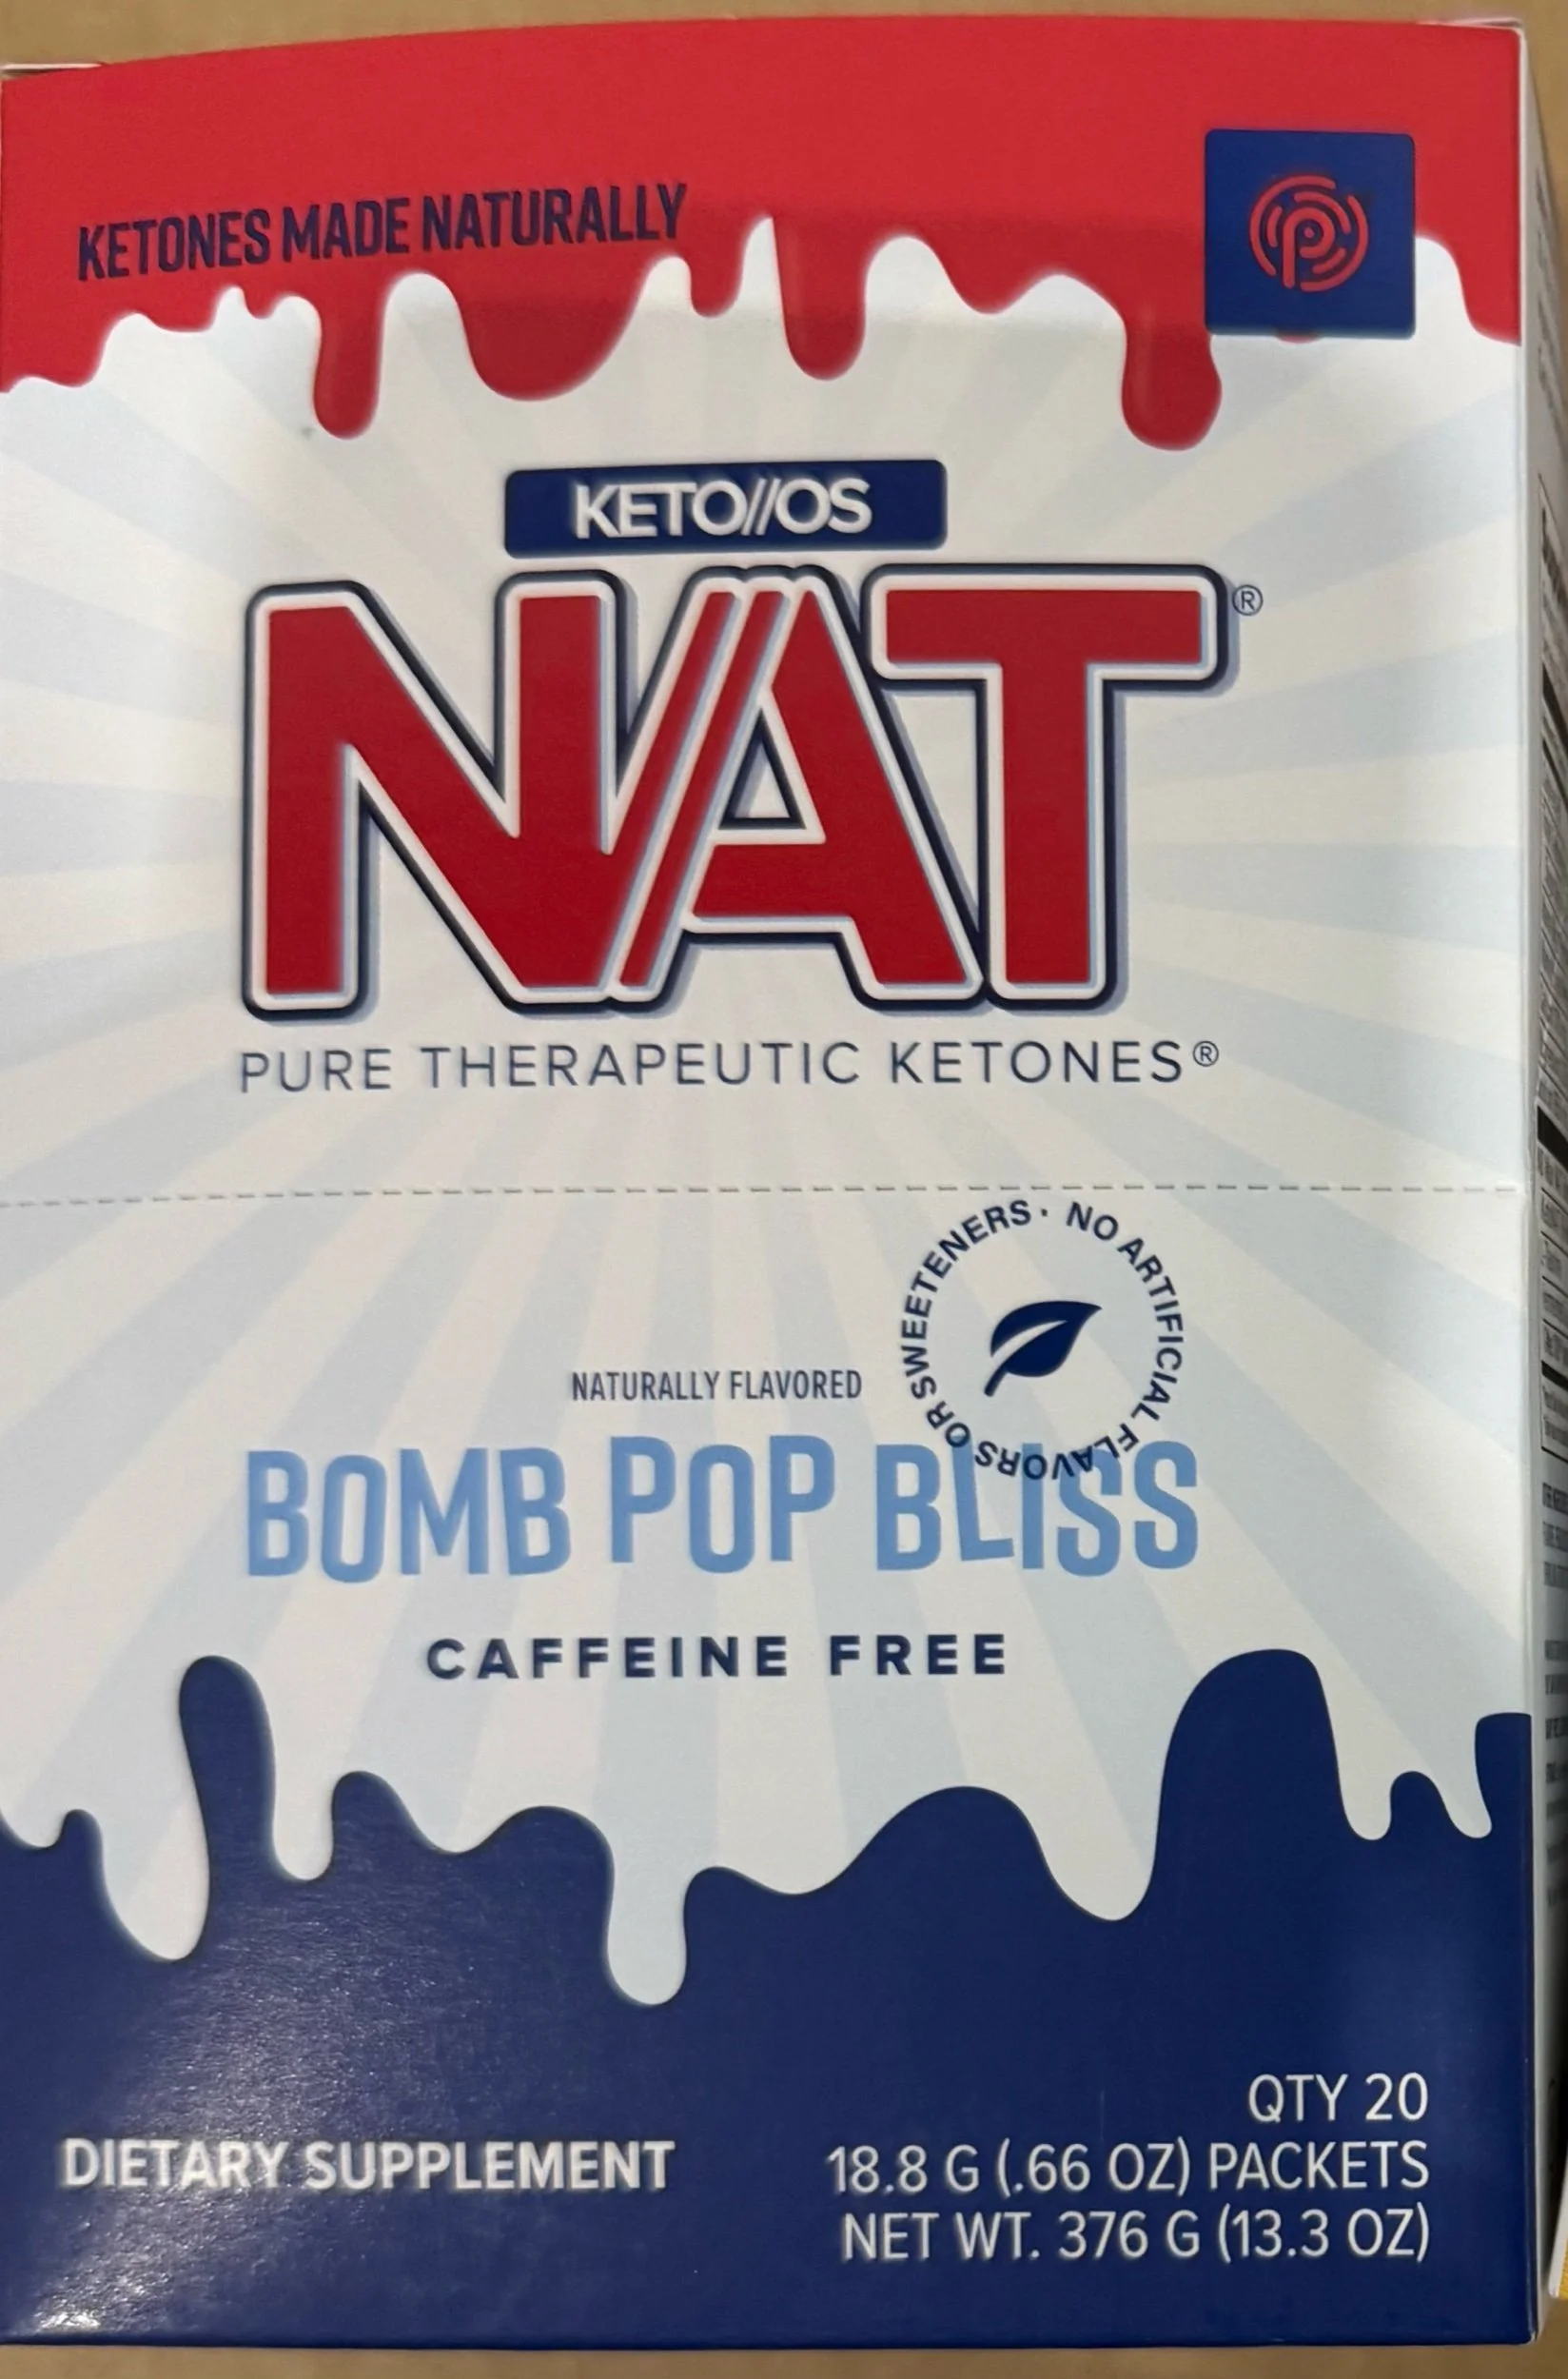 KETONES MADE NATURALLY
KETO//OS
N//AT®
PURE THERAPEUTIC KETONES®
NO ARTIFICIAL FLAVORS OR SWEETENERS ·
NATURALLY FLAVORED
BOMB POP BLISS
CAFFEINE FREE
QTY 20
DIETARY SUPPLEMENT
18.8 G (.66 OZ) PACKETS
NET WT. 376 G (13.3 OZ)